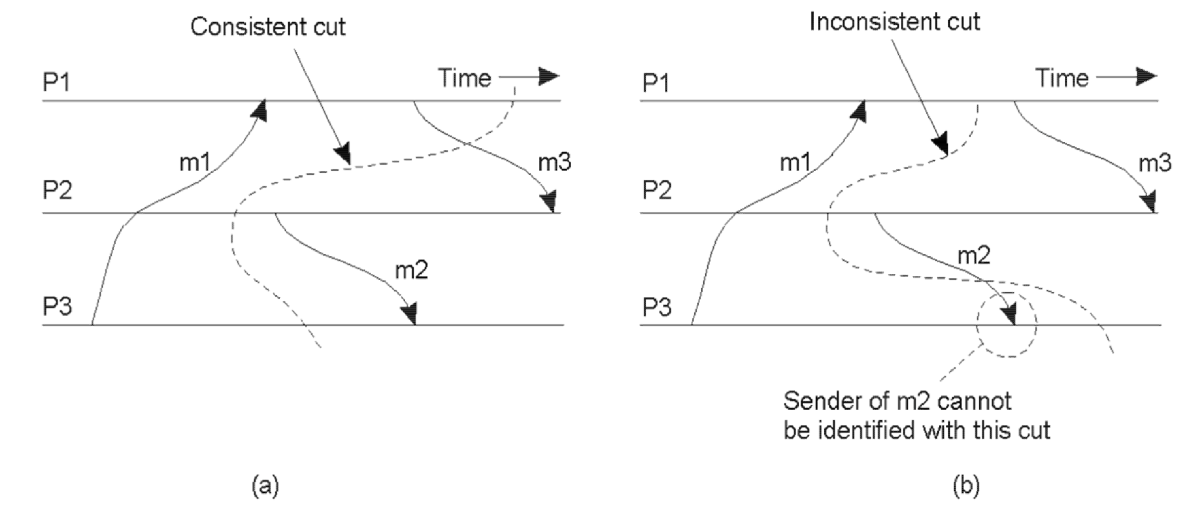 Consistent cut
P1
Time
m1
m3
P2
m2
P3
(a)
Inconsistent cut
P1
Time
m1
m3
P2
m2
P3
Sender of m2 cannot
be identified with this cut
(b)